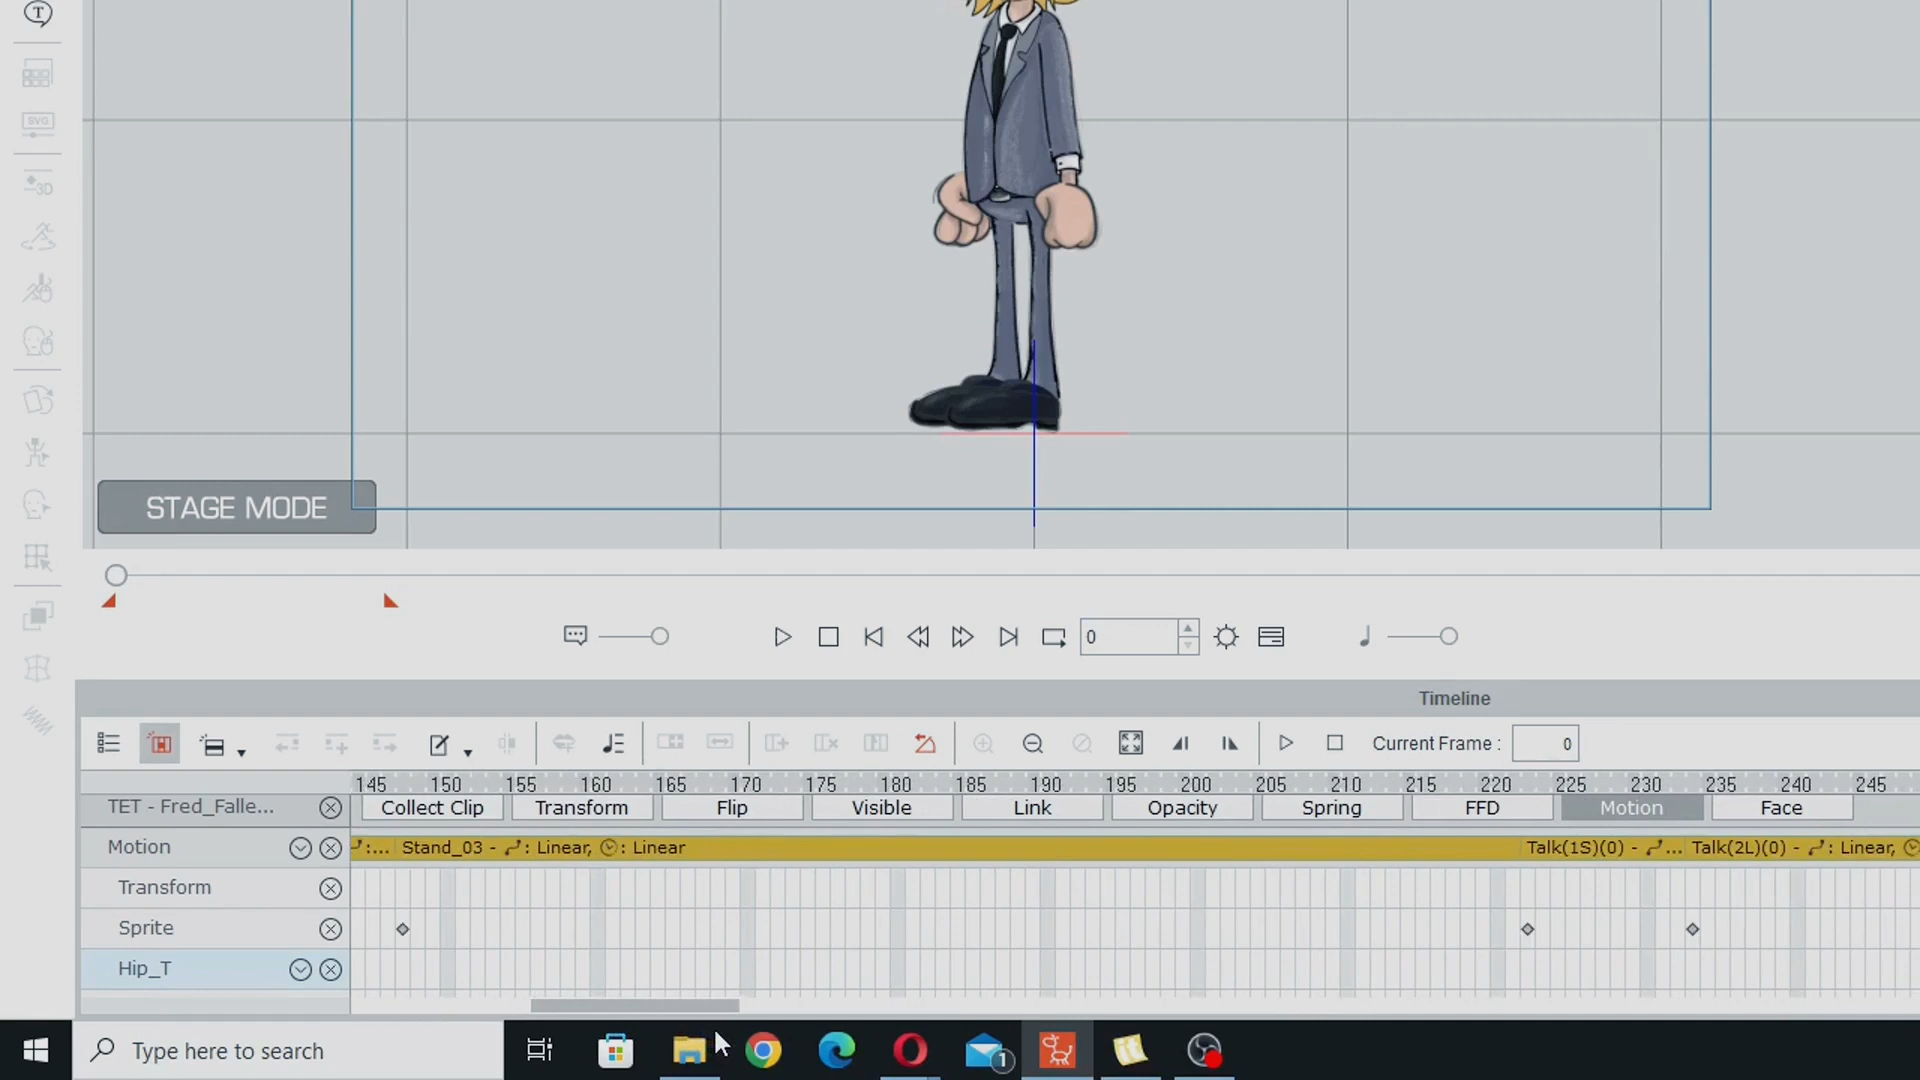 T
SVG
3D
STAGE MODE
0
Timeline
Current Frame : 0
145 150 155 160 165 170 175 180 185 190 195 200 205 210 215 220 225 230 235 240 245
TET - Fred_Falle... Collect Clip Transform Flip Visible Link Opacity Spring FFD Motion Face
Motion :... Stand_03 - : Linear, : Linear Talk(1S)(0) - ... Talk(2L)(0) - : Linear,
Transform
Sprite
Hip_T
Type here to search 1